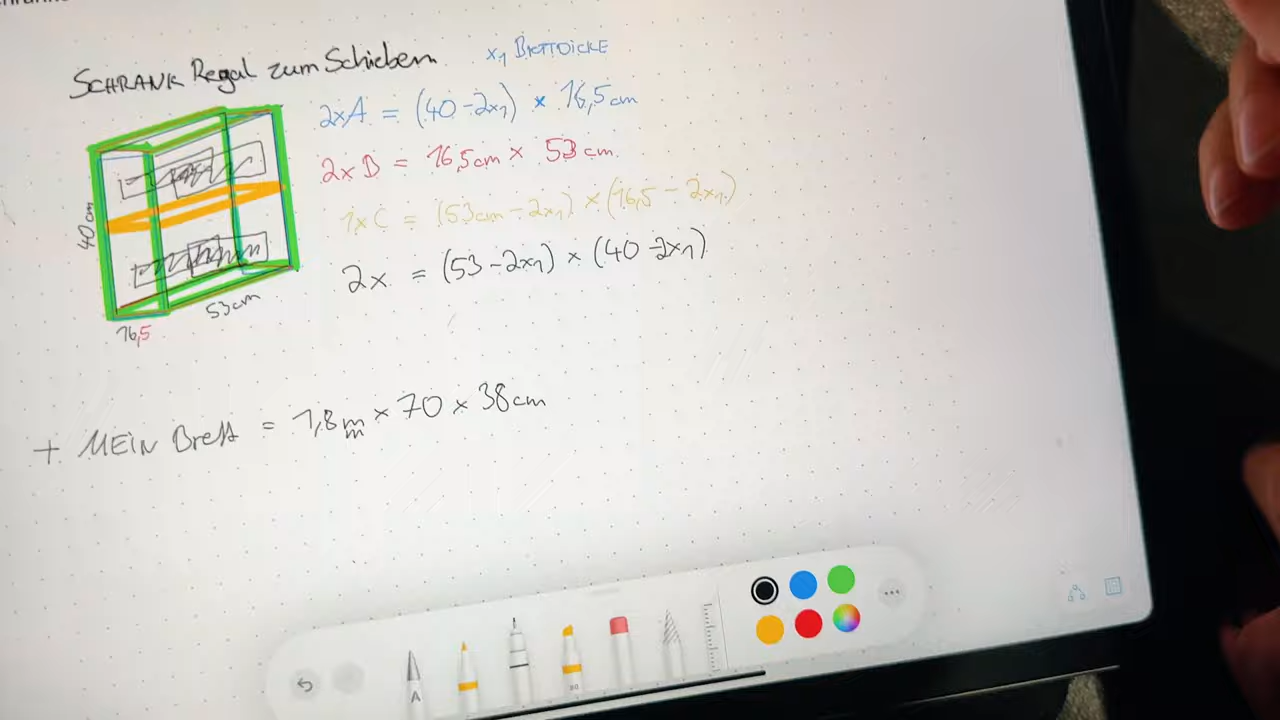 SCHRANK Regal zum Schieben
x1 BRETTDICKE
2xA = (40-2x1) x 16,5cm
2xB = 16,5cm x 53cm
1xC = (53cm-2x1) x (16,5-2x1)
2x = (53-2x1) x (40-2x1)
40cm
53cm
16,5
+ MEIN Brett = 1,8m x 70 x 38cm
m
A